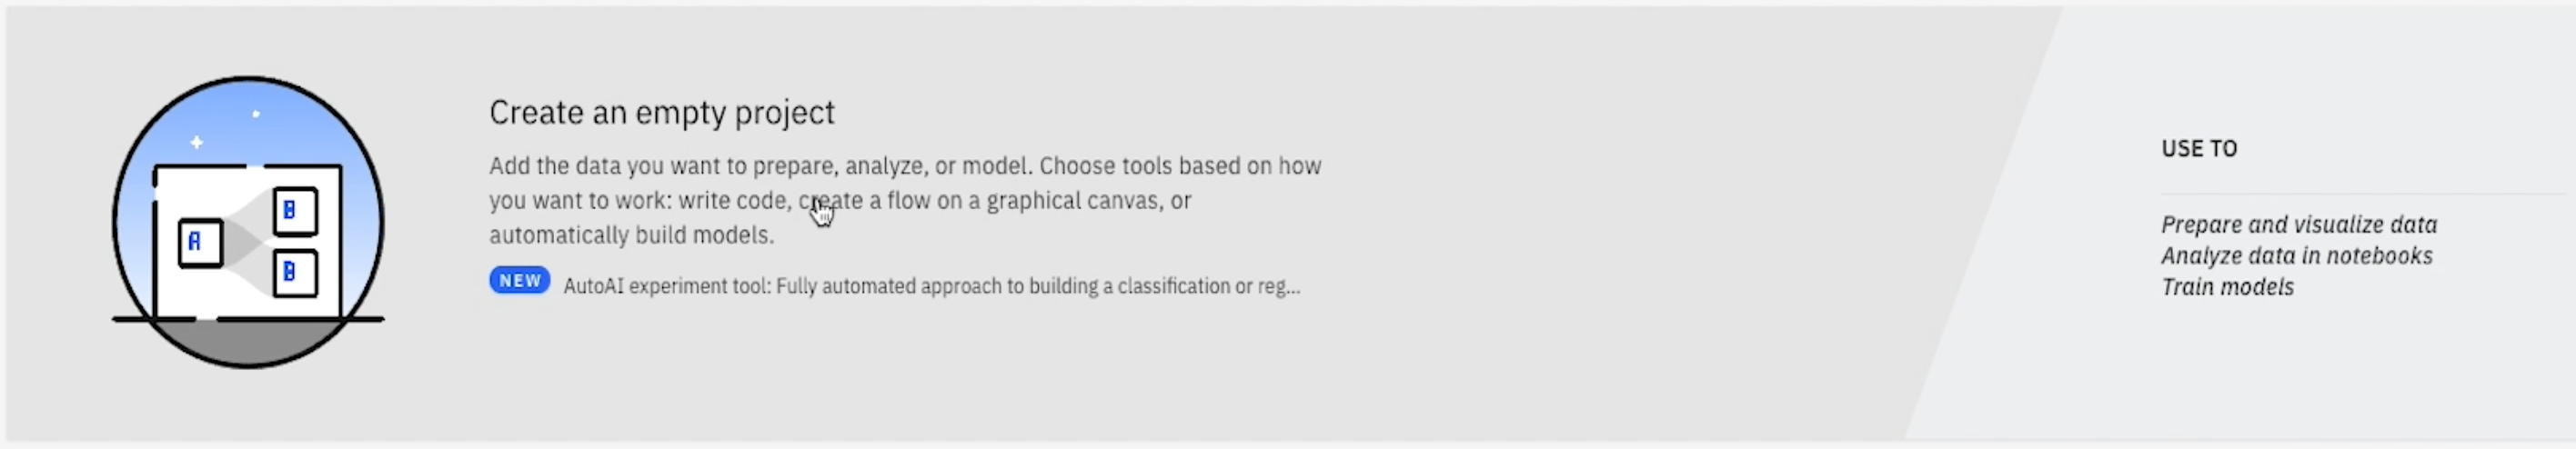 Create an empty project
Add the data you want to prepare, analyze, or model. Choose tools based on how
you want to work: write code, create a flow on a graphical canvas, or
automatically build models.
NEW AutoAI experiment tool: Fully automated approach to building a classification or reg...
A
B
B
USE TO
Prepare and visualize data
Analyze data in notebooks
Train models